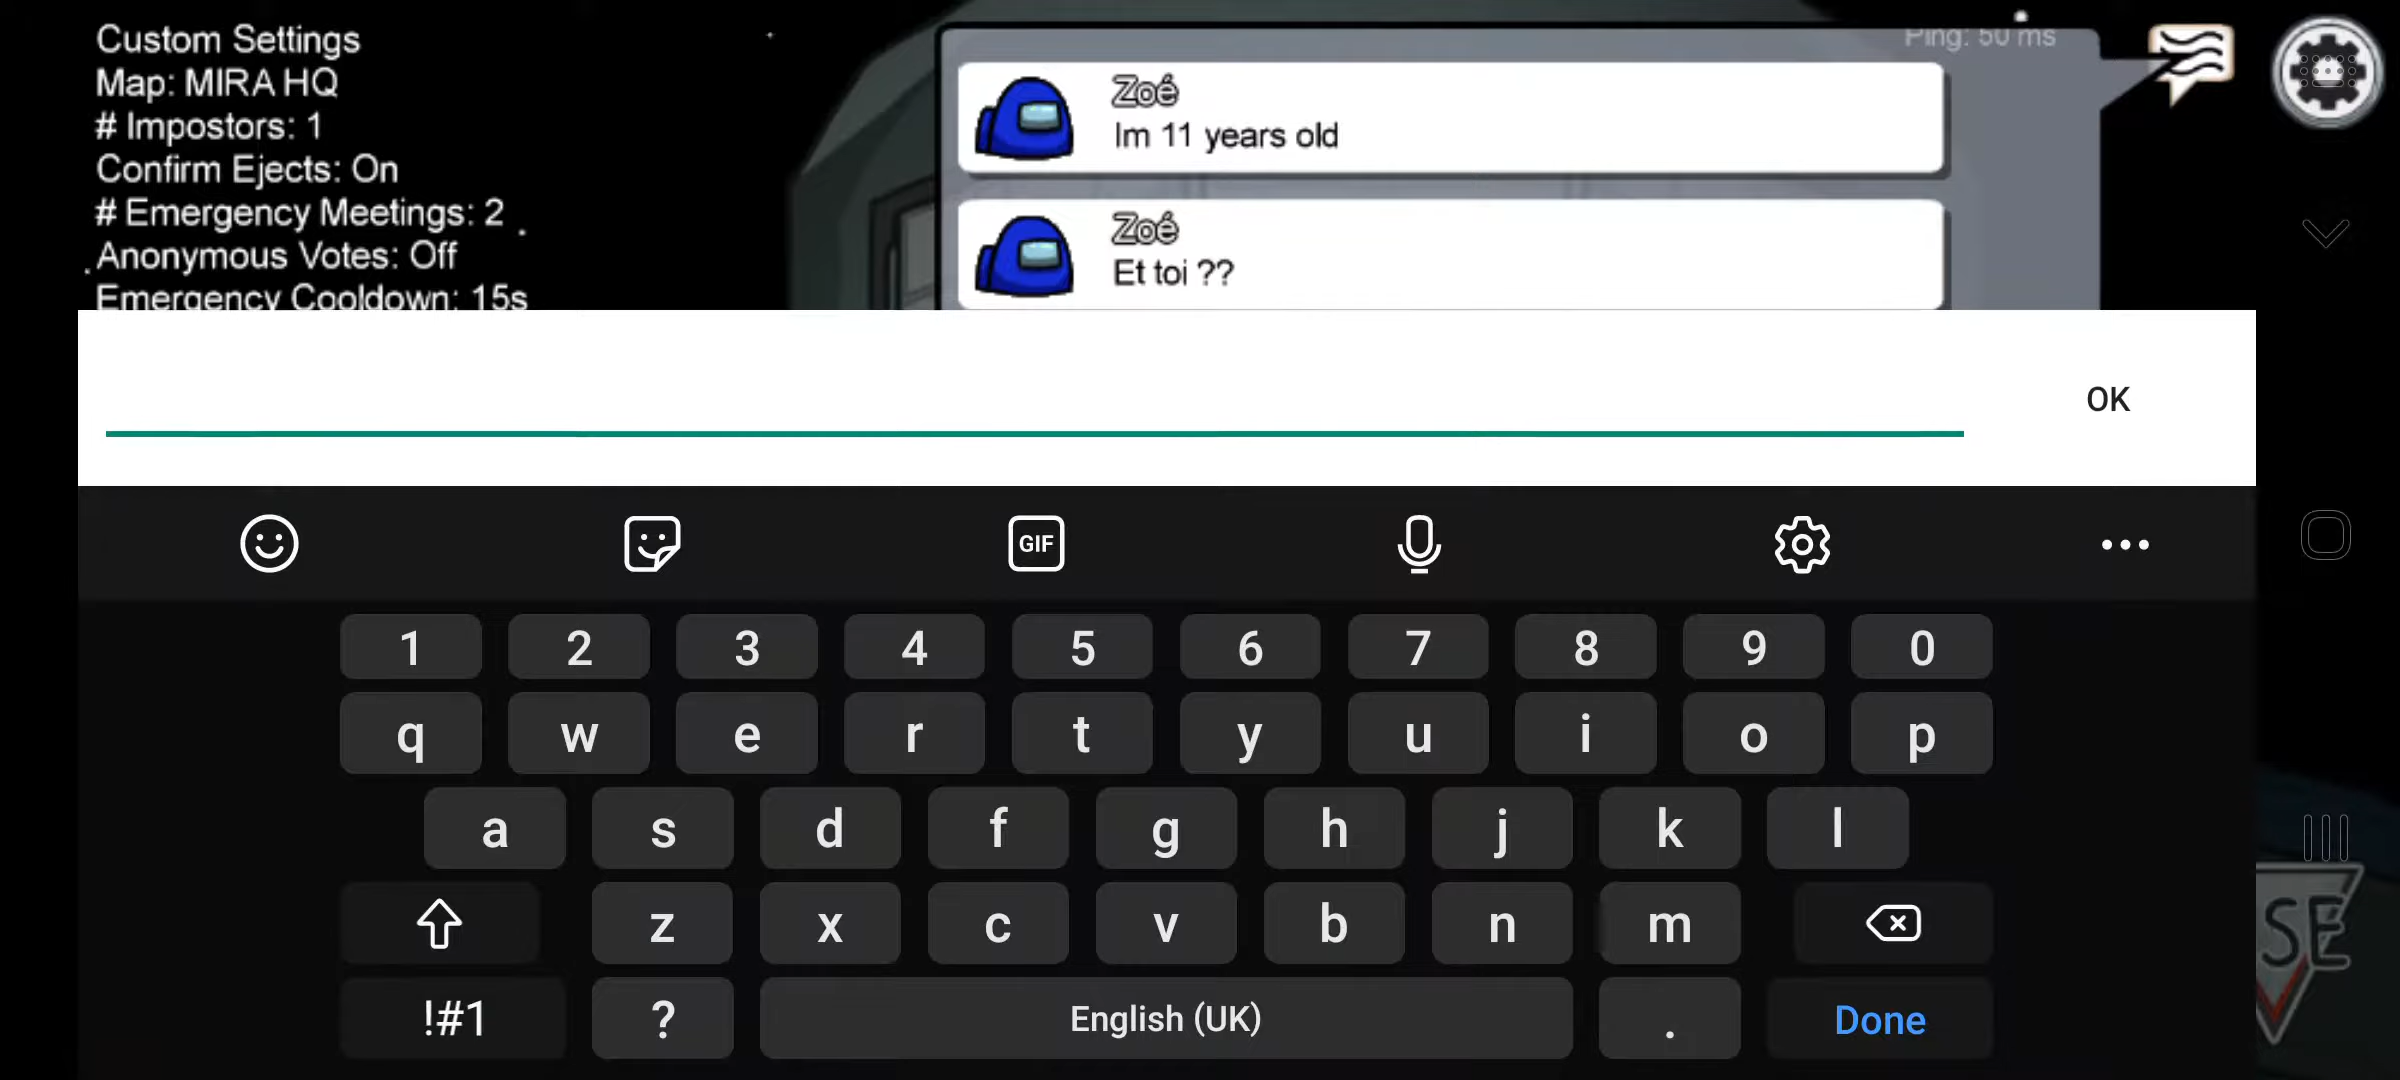 Custom Settings
Map: MIRA HQ
# Impostors: 1
Confirm Ejects: On
# Emergency Meetings: 2
Anonymous Votes: Off
Emergency Cooldown: 15s
Ping: 50 ms
Zoé
Im 11 years old
Zoé
Et toi ??
OK
GIF
1 2 3 4 5 6 7 8 9 0
q w e r t y u i o p
a s d f g h j k l
z x c v b n m
!#1 ? English (UK) . Done
SE